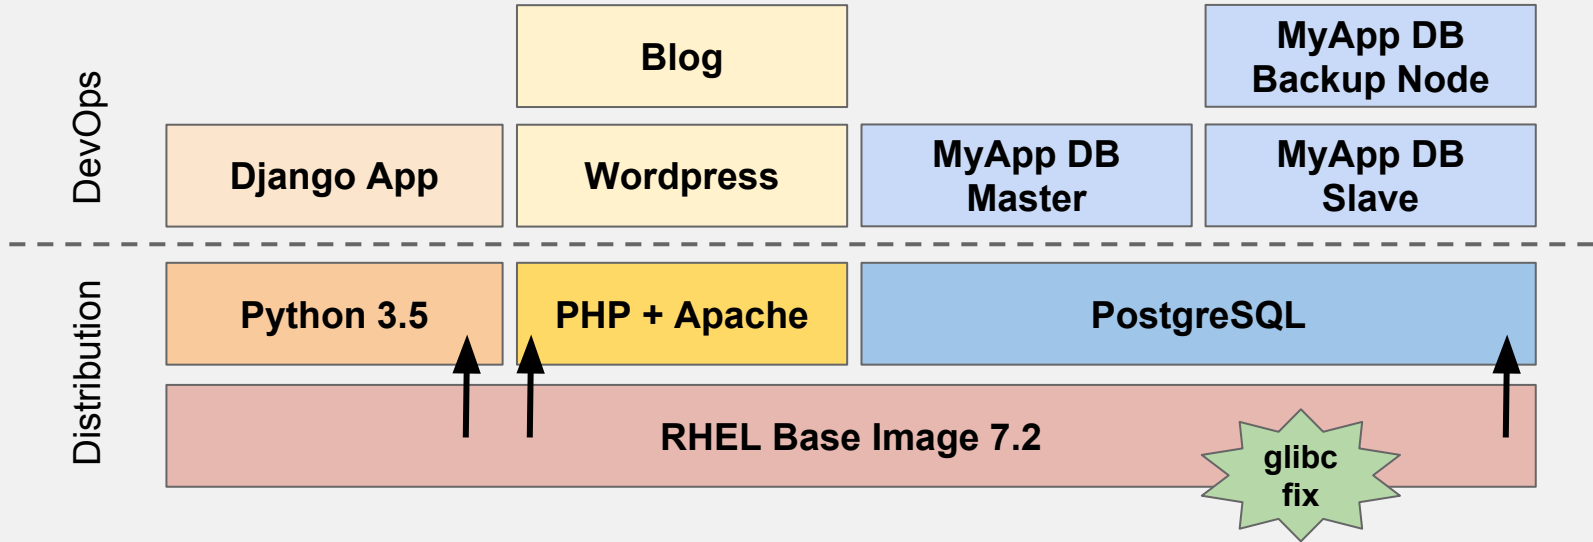 DevOps
Blog
MyApp DB
Backup Node
Django App
Wordpress
MyApp DB
Master
MyApp DB
Slave
Distribution
Python 3.5
PHP + Apache
PostgreSQL
RHEL Base Image 7.2
glibc
fix